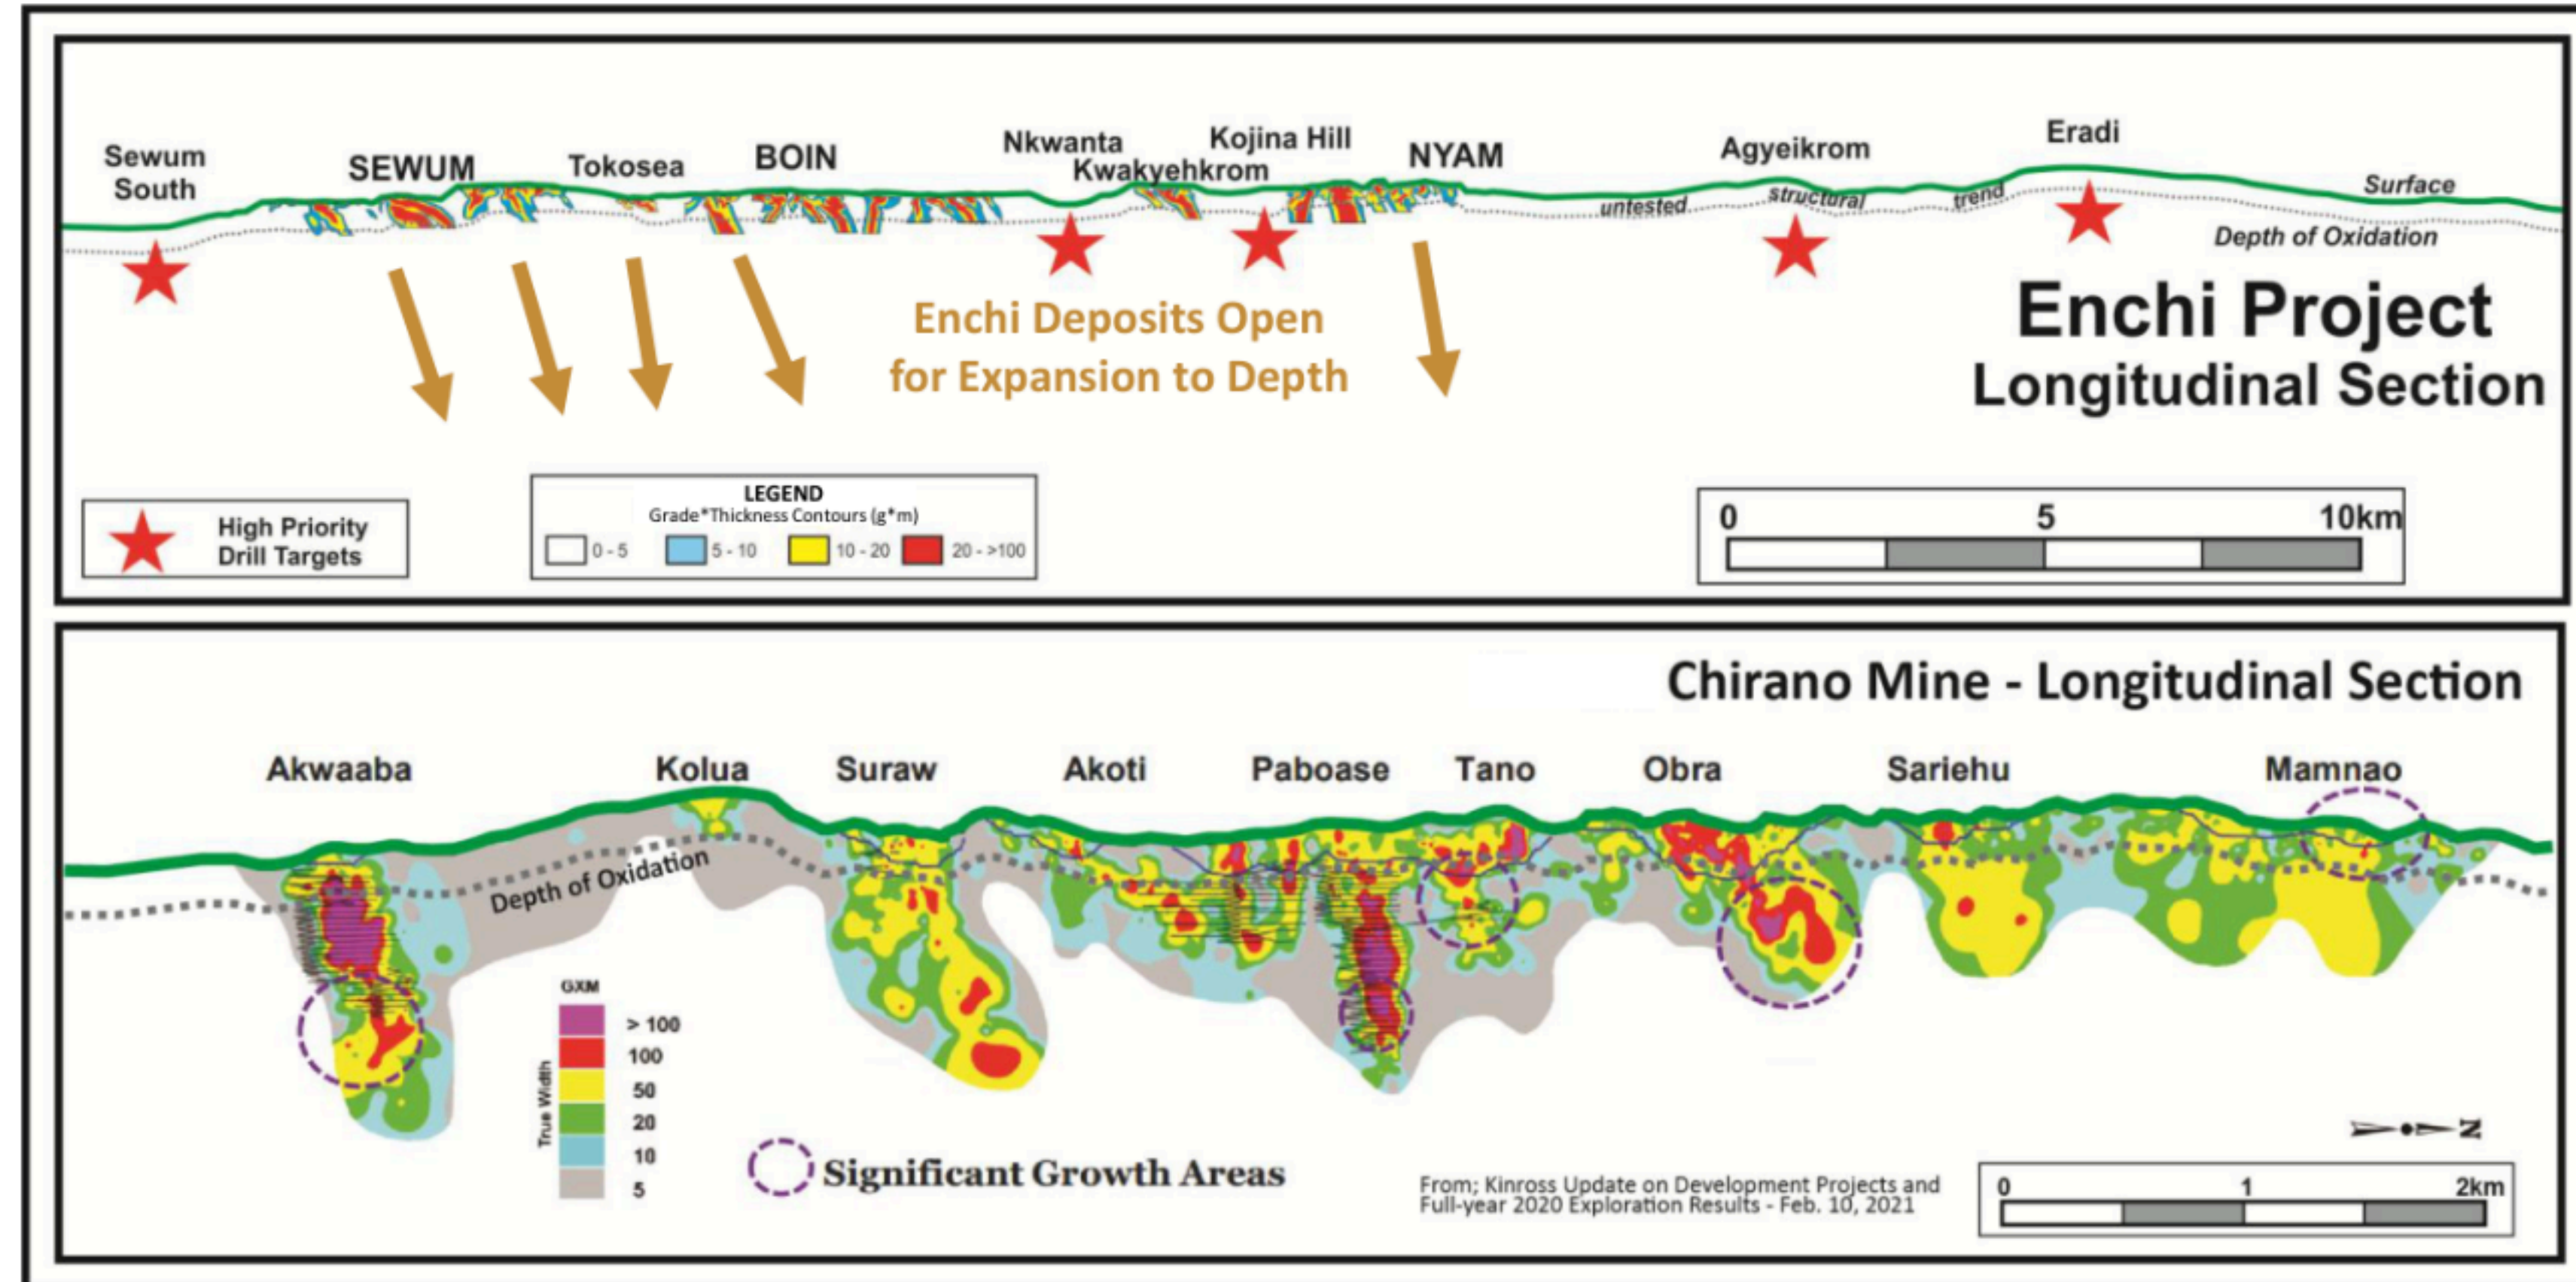 Sewum
South
SEWUM
Tokosea
BOIN
Nkwanta
Kwakyehkrom
Kojina Hill
NYAM
Agyeikrom
Eradi
Surface
untested
structural
trend
Depth of Oxidation
Enchi Deposits Open
for Expansion to Depth
Enchi Project
Longitudinal Section
High Priority
Drill Targets
LEGEND
Grade*Thickness Contours (g*m)
0 - 5 5 - 10 10 - 20 20 - >100
0 5 10km
Chirano Mine - Longitudinal Section
Akwaaba Kolua Suraw Akoti Paboase Tano Obra Sariehu Mamnao
Depth of Oxidation
GXM
True Width
> 100
100
50
20
10
5
Significant Growth Areas
From; Kinross Update on Development Projects and
Full-year 2020 Exploration Results - Feb. 10, 2021
N
0 1 2km